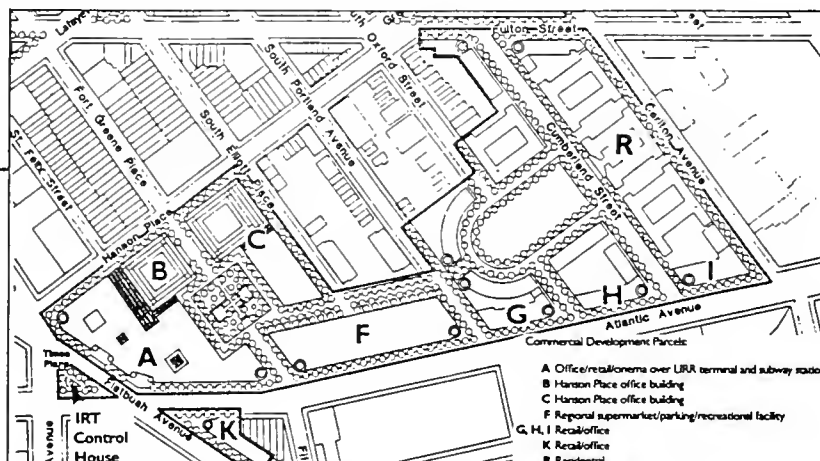 Fulton Street
South Portland Avenue
Oxford Street
Fort Greene Place
South Elliott Place
St. Felix Street
Cumberland Street
Carlton Avenue
R
Hanson Place
B
C
I
H
G
F
A
Atlantic Avenue
Times
Plaza
Flatbush Avenue
IRT
Control
House
Avenue
K
Commercial Development Parcels:
A Office/retail/cinema over LIRR terminal and subway statio
B Hanson Place office building
C Hanson Place office building
F Regional supermarket/parking/recreational facility
G, H, I Retail/office
K Retail/office
R Residential